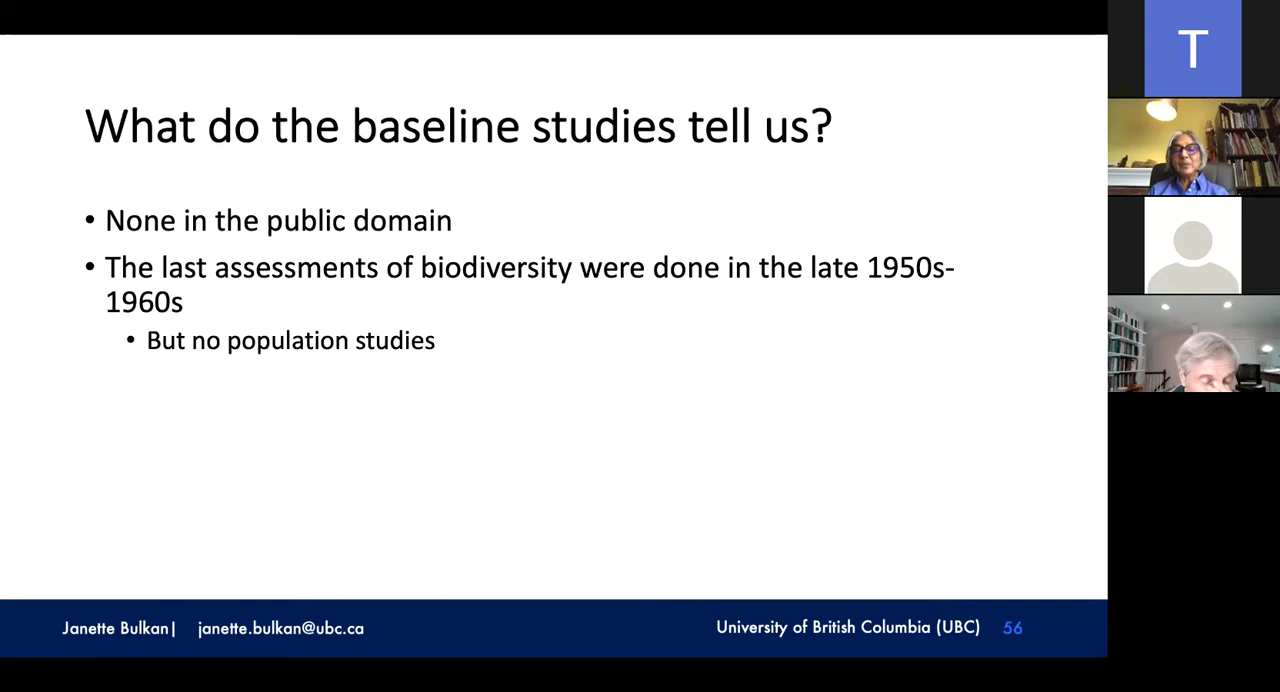 What do the baseline studies tell us?
• None in the public domain
• The last assessments of biodiversity were done in the late 1950s-
1960s
• But no population studies
Janette Bulkan| janette.bulkan@ubc.ca
University of British Columbia (UBC) 56
T